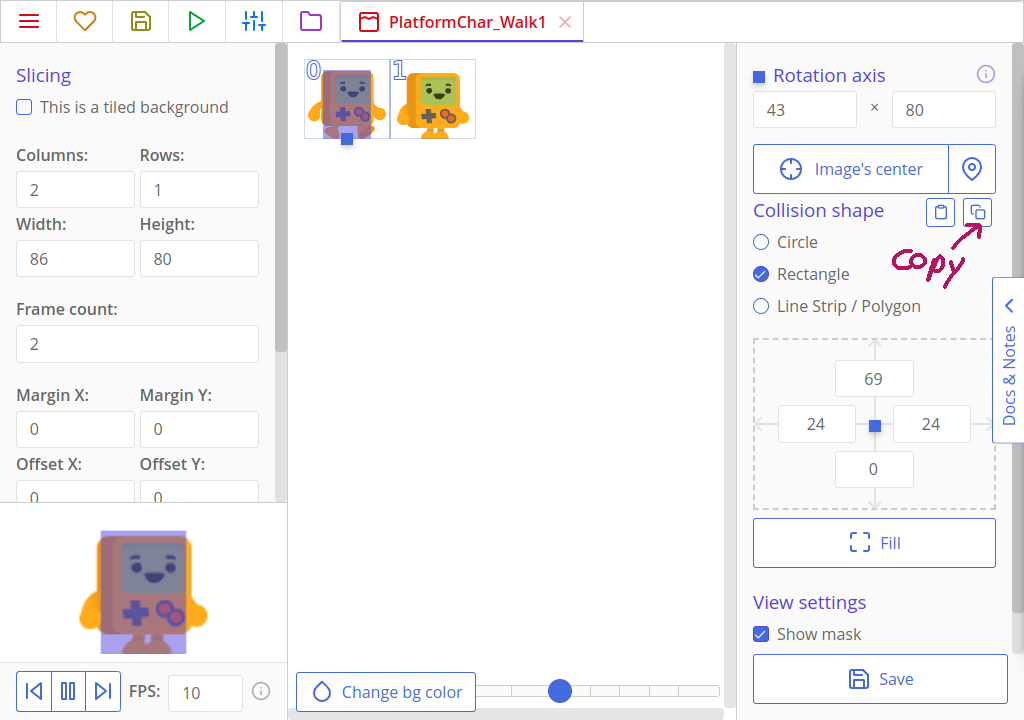 PlatformChar_Walk1
Slicing
This is a tiled background
Columns: Rows:
2 1
Width: Height:
86 80
Frame count:
2
Margin X: Margin Y:
0 0
Offset X: Offset Y:
0 0
FPS: 10
0 1
Change bg color
Rotation axis
43 × 80
Image's center
Collision shape
Circle
Rectangle
Line Strip / Polygon
copy
69
24 24
0
Fill
View settings
Show mask
Save
Docs & Notes